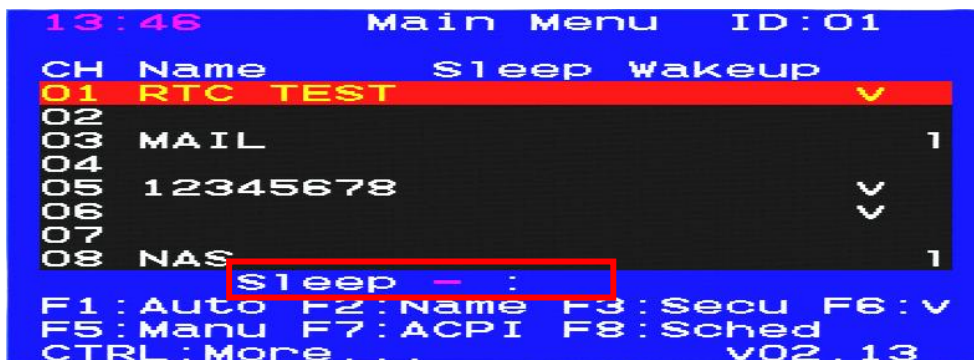 13:46 Main Menu ID:01
CH Name Sleep Wakeup
01 RTC TEST v
02
03 MAIL 1
04
05 12345678 v
06 v
07
08 NAS 1
Sleep - :
F1:Auto F2:Name F3:Secu F6:v
F5:Manu F7:ACPI F8:Sched
CTRL:More... v02.13